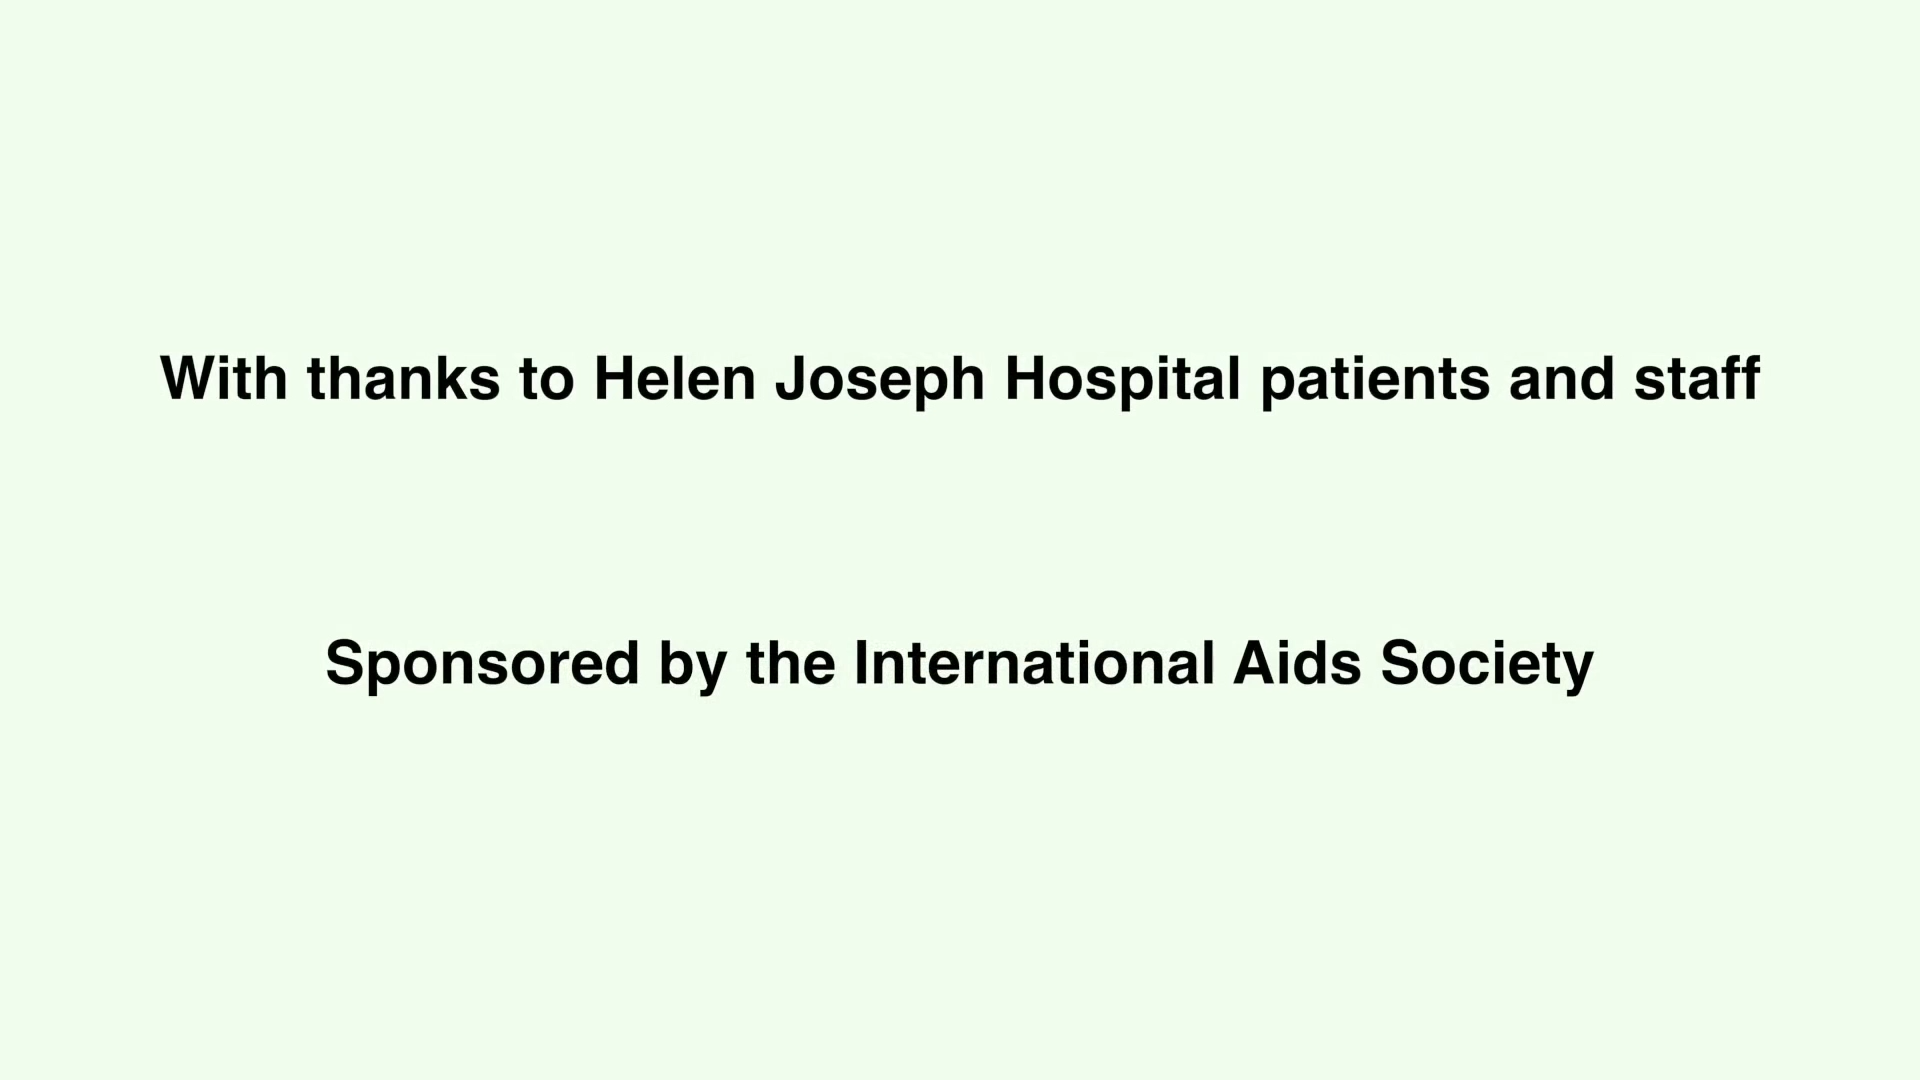 With thanks to Helen Joseph Hospital patients and staff
Sponsored by the International Aids Society